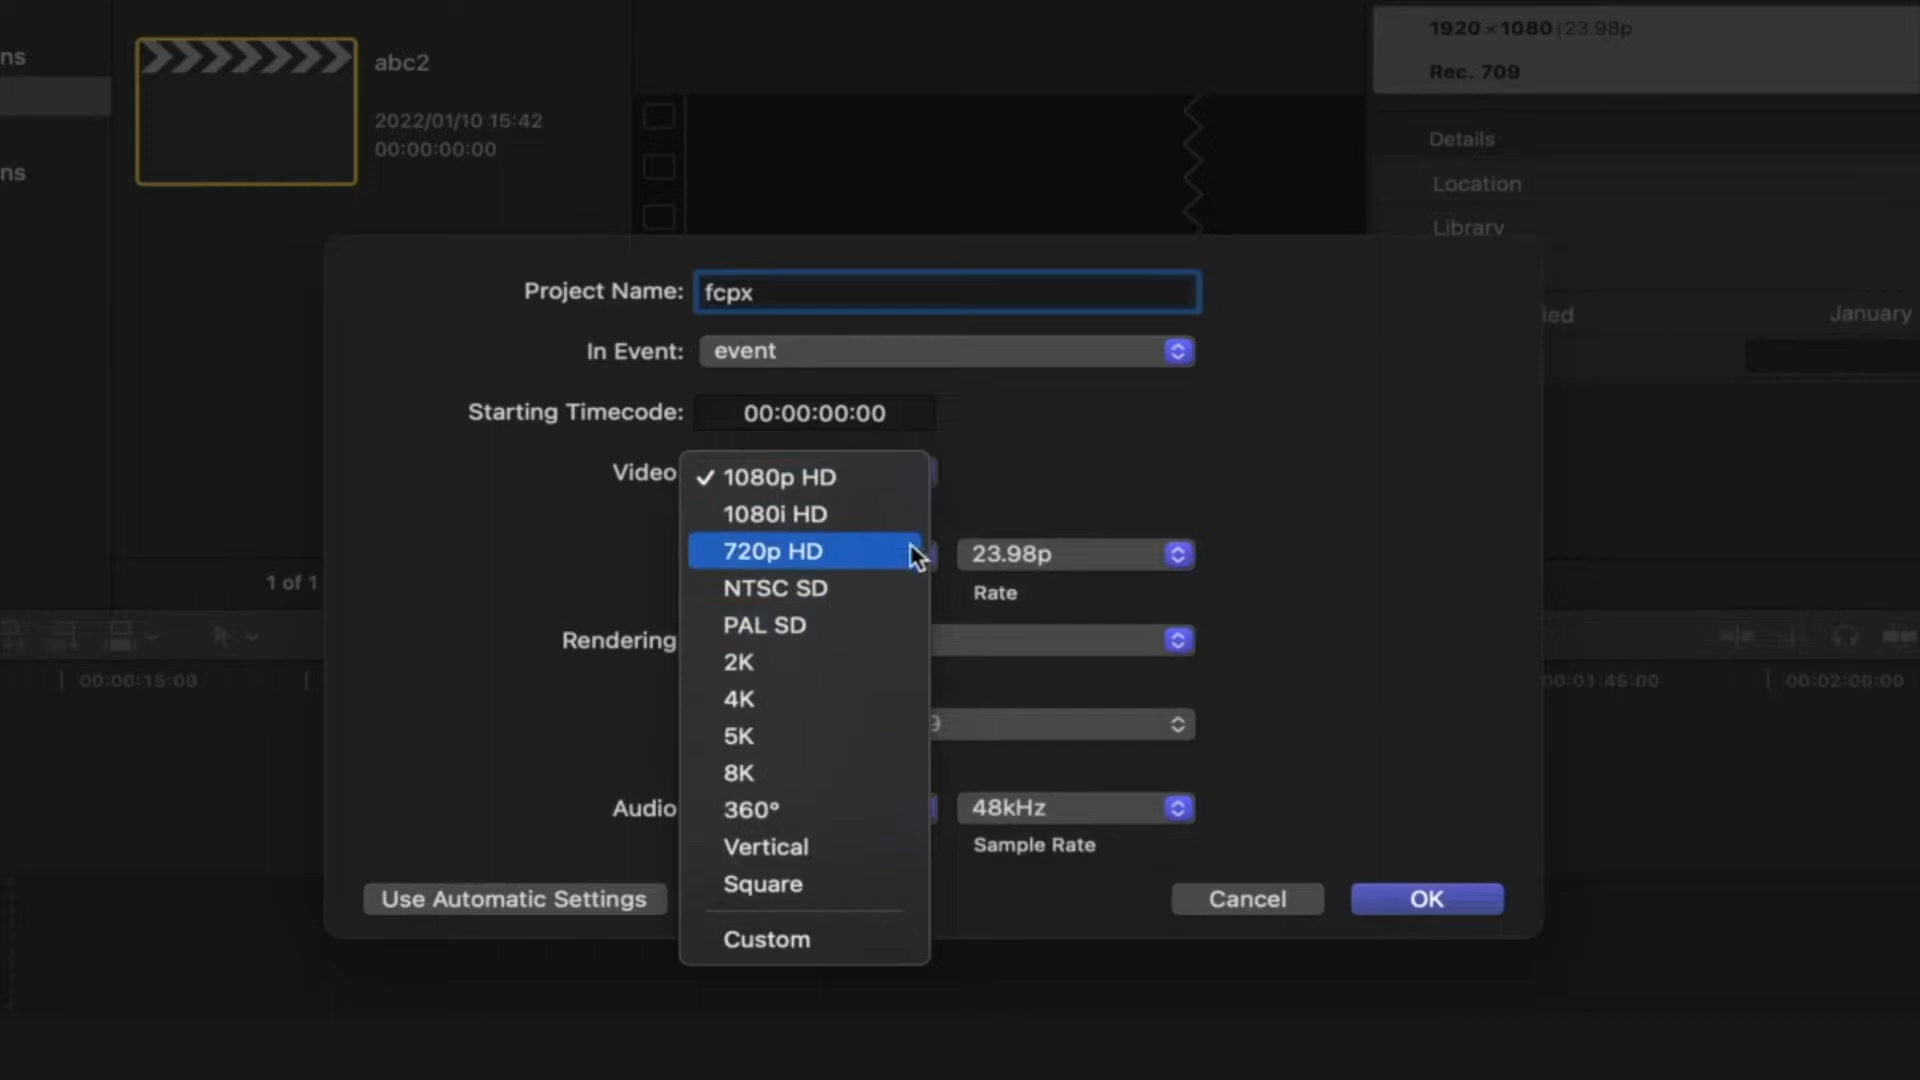 ns
ns
abc2
2022/01/10 15:42
00:00:00:00
1920 × 1080 | 23.98p
Rec. 709
Details
Location
Library
ied
January
Project Name: fcpx
In Event: event
Starting Timecode: 00:00:00:00
Video
✓ 1080p HD
1080i HD
720p HD
NTSC SD
PAL SD
2K
4K
5K
8K
360°
Vertical
Square
Custom
23.98p
Rate
Rendering
9
Audio
48kHz
Sample Rate
Use Automatic Settings
Cancel
OK
1 of 1
00:00:15:00
00:01:45:00
00:02:00:00